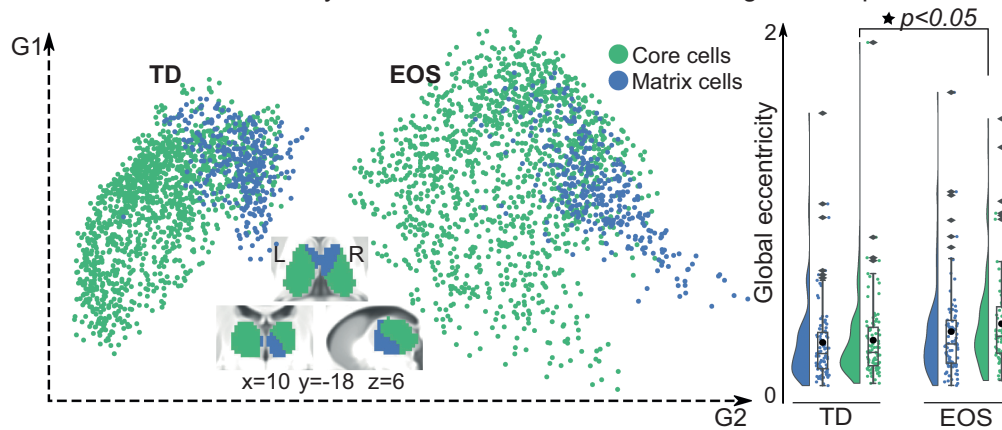 G1
TD
EOS
Core cells
Matrix cells
L
R
x=10 y=-18 z=6
G2
★ p<0.05
2
Global eccentricity
0
TD
EOS